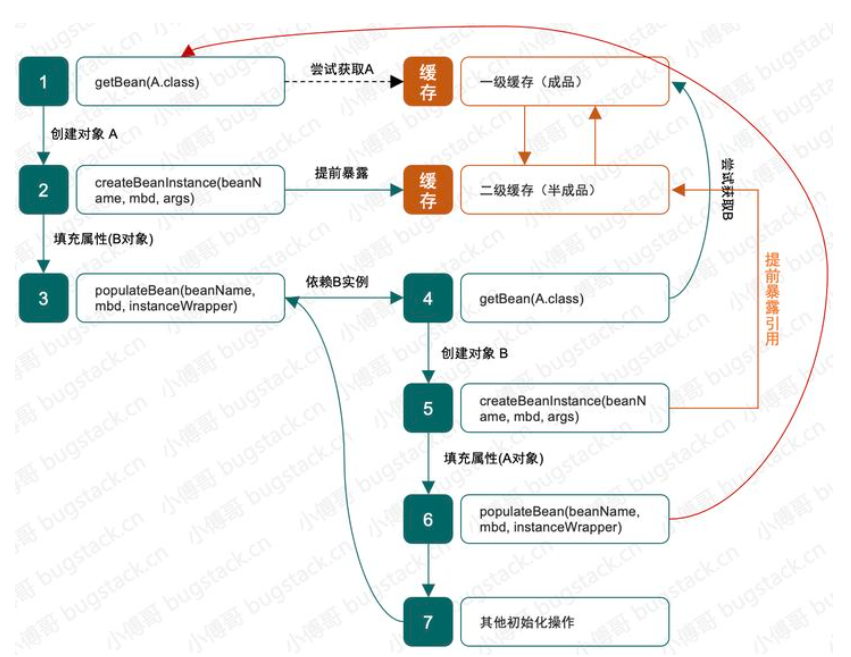 1
getBean(A.class)
尝试获取A
缓
存
一级缓存（成品）
创建对象 A
2
createBeanInstance(beanN
ame, mbd, args)
提前暴露
缓
存
二级缓存（半成品）
尝试获取B
填充属性(B对象)
3
populateBean(beanName,
mbd, instanceWrapper)
依赖B实例
4
getBean(A.class)
提前暴露引用
创建对象 B
5
createBeanInstance(beanN
ame, mbd, args)
填充属性(A对象)
6
populateBean(beanName,
mbd, instanceWrapper)
7
其他初始化操作
小傅哥 bugstack.cn